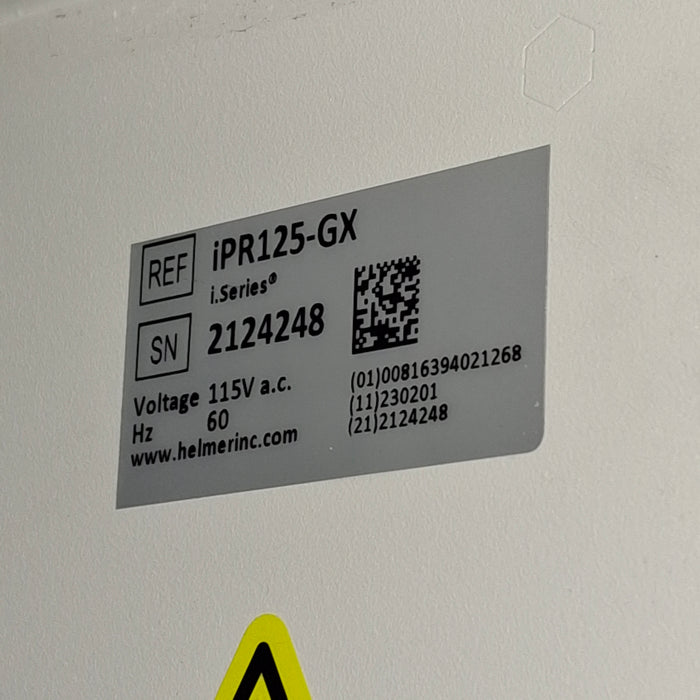 REF iPR125-GX
i.Series®
SN 2124248
Voltage 115V a.c.
Hz 60
www.helmerinc.com
(01)00816394021268
(11)230201
(21)2124248